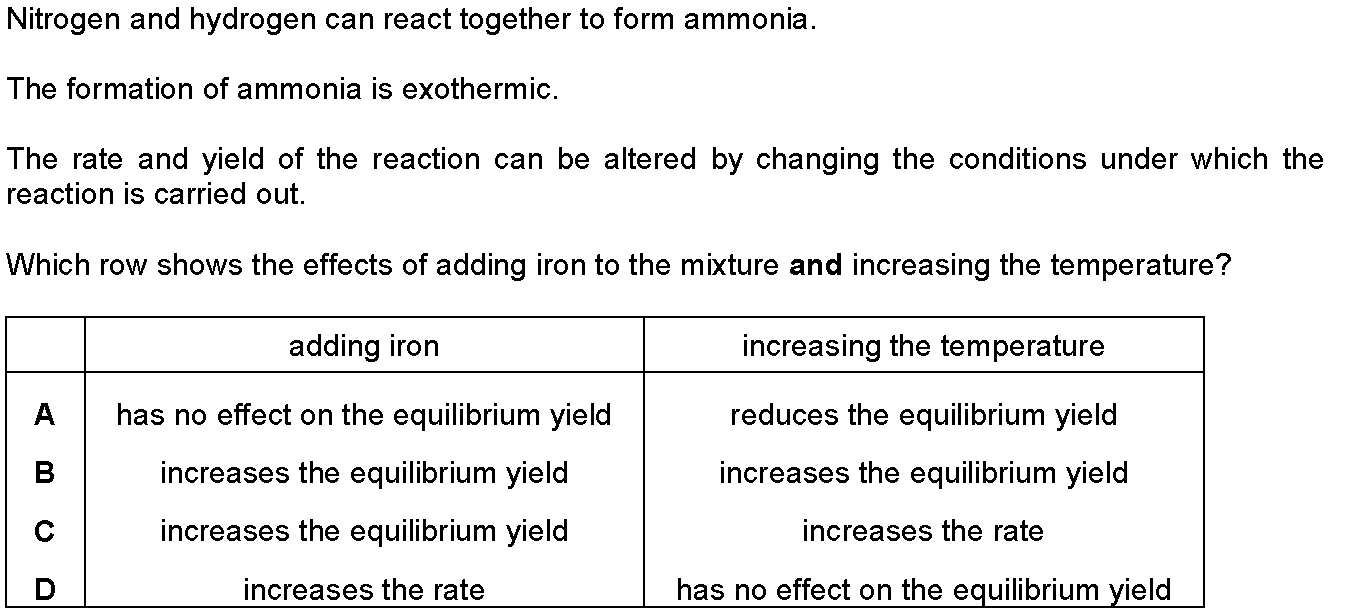 Nitrogen and hydrogen can react together to form ammonia.
The formation of ammonia is exothermic.
The rate and yield of the reaction can be altered by changing the conditions under which the
reaction is carried out.
Which row shows the effects of adding iron to the mixture and increasing the temperature?
adding iron increasing the temperature
A has no effect on the equilibrium yield reduces the equilibrium yield
B increases the equilibrium yield increases the equilibrium yield
C increases the equilibrium yield increases the rate
D increases the rate has no effect on the equilibrium yield